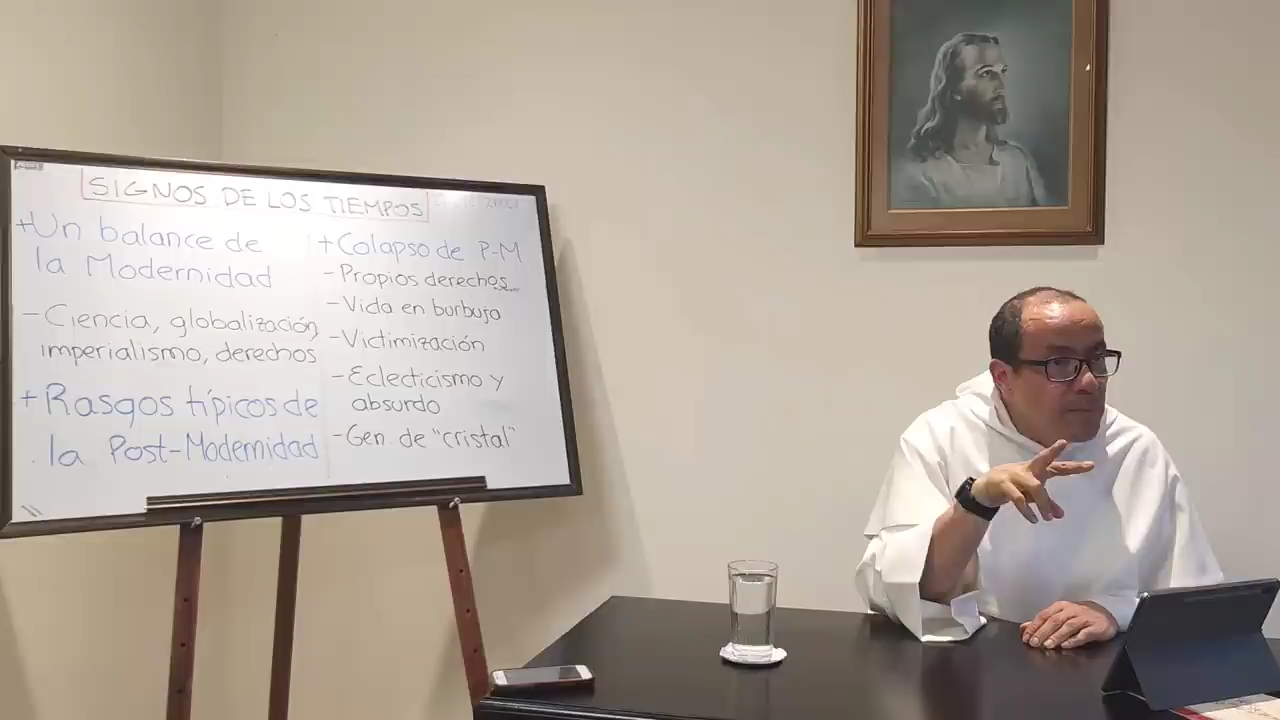 SIGNOS DE LOS TIEMPOS
+Un balance de
la Modernidad
- Ciencia, globalización,
imperialismo, derechos
+ Rasgos típicos de
la Post-Modernidad
+ Colapso de P-M
- Propios derechos...
- Vida en burbuja
- Victimización
- Eclecticismo y
absurdo
- Gen de "cristal"